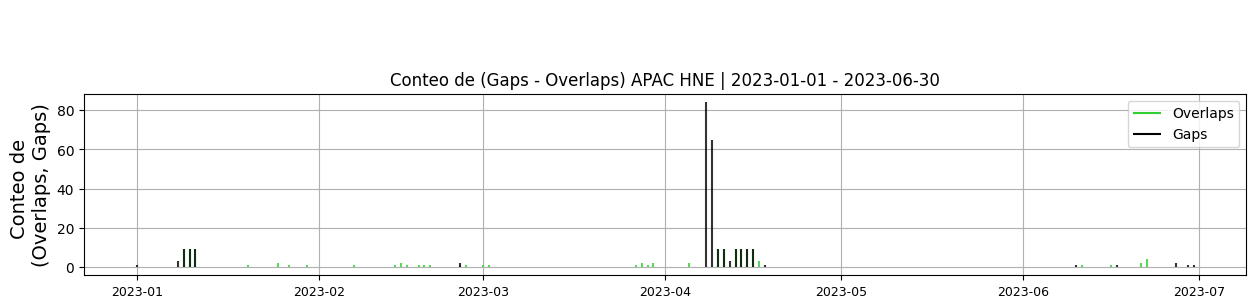 Conteo de (Gaps - Overlaps) APAC HNE | 2023-01-01 - 2023-06-30
Conteo de
(Overlaps, Gaps)
80
60
40
20
0
Overlaps
Gaps
2023-01
2023-02
2023-03
2023-04
2023-05
2023-06
2023-07